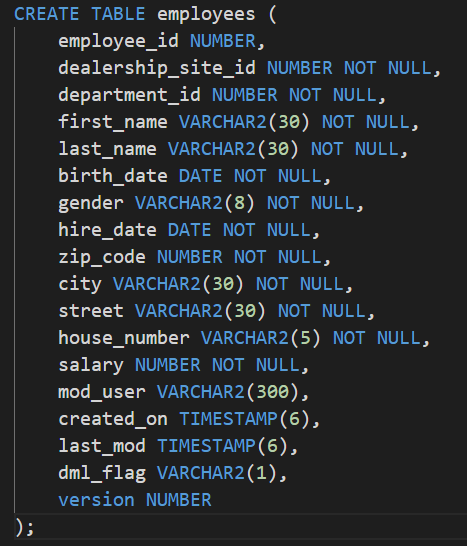 CREATE TABLE employees (
    employee_id NUMBER,
    dealership_site_id NUMBER NOT NULL,
    department_id NUMBER NOT NULL,
    first_name VARCHAR2(30) NOT NULL,
    last_name VARCHAR2(30) NOT NULL,
    birth_date DATE NOT NULL,
    gender VARCHAR2(8) NOT NULL,
    hire_date DATE NOT NULL,
    zip_code NUMBER NOT NULL,
    city VARCHAR2(30) NOT NULL,
    street VARCHAR2(30) NOT NULL,
    house_number VARCHAR2(5) NOT NULL,
    salary NUMBER NOT NULL,
    mod_user VARCHAR2(300),
    created_on TIMESTAMP(6),
    last_mod TIMESTAMP(6),
    dml_flag VARCHAR2(1),
    version NUMBER
);